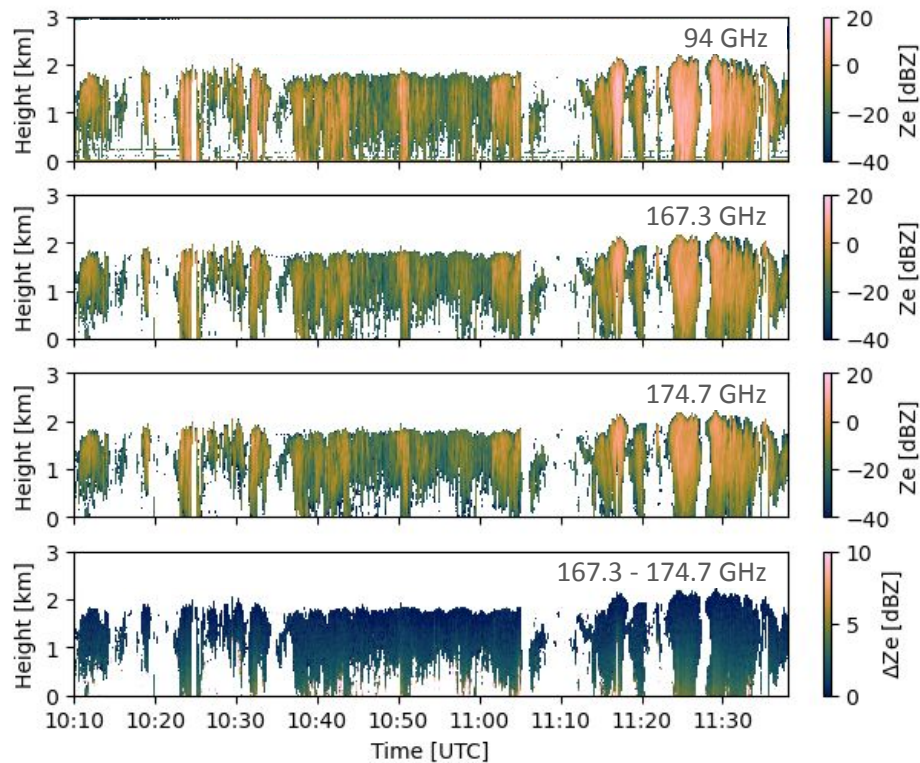 94 GHz
Height [km]
3
2
1
0
20
0
−20
−40
Ze [dBZ]
167.3 GHz
Height [km]
3
2
1
0
20
0
−20
−40
Ze [dBZ]
174.7 GHz
Height [km]
3
2
1
0
20
0
−20
−40
Ze [dBZ]
167.3 - 174.7 GHz
Height [km]
3
2
1
0
10
5
0
ΔZe [dBZ]
10:10 10:20 10:30 10:40 10:50 11:00 11:10 11:20 11:30
Time [UTC]